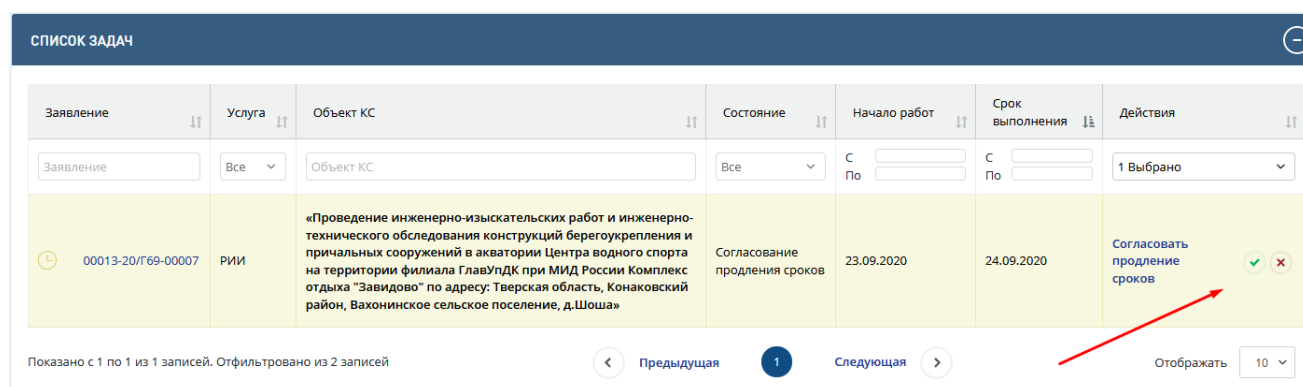 СПИСОК ЗАДАЧ
Заявление
Услуга
Объект КС
Состояние
Начало работ
Срок
выполнения
Действия
Заявление
Все
Объект КС
Все
С
По
С
По
1 Выбрано
00013-20/Г69-00007
РИИ
«Проведение инженерно-изыскательских работ и инженерно-
технического обследования конструкций берегоукрепления и
причальных сооружений в акватории Центра водного спорта
на территории филиала ГлавУпДК при МИД России Комплекс
отдыха "Завидово" по адресу: Тверская область, Конаковский
район, Вахонинское сельское поселение, д.Шоша»
Согласование
продления сроков
23.09.2020
24.09.2020
Согласовать
продление
сроков
Показано с 1 по 1 из 1 записей. Отфильтровано из 2 записей
Предыдущая
1
Следующая
Отображать
10